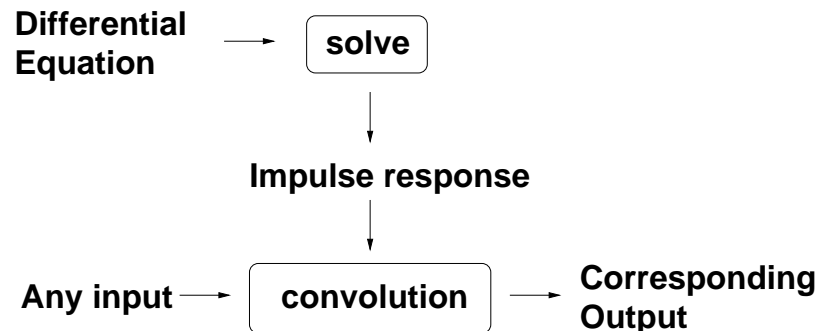 Differential
Equation
solve
Impulse response
Any input
convolution
Corresponding
Output